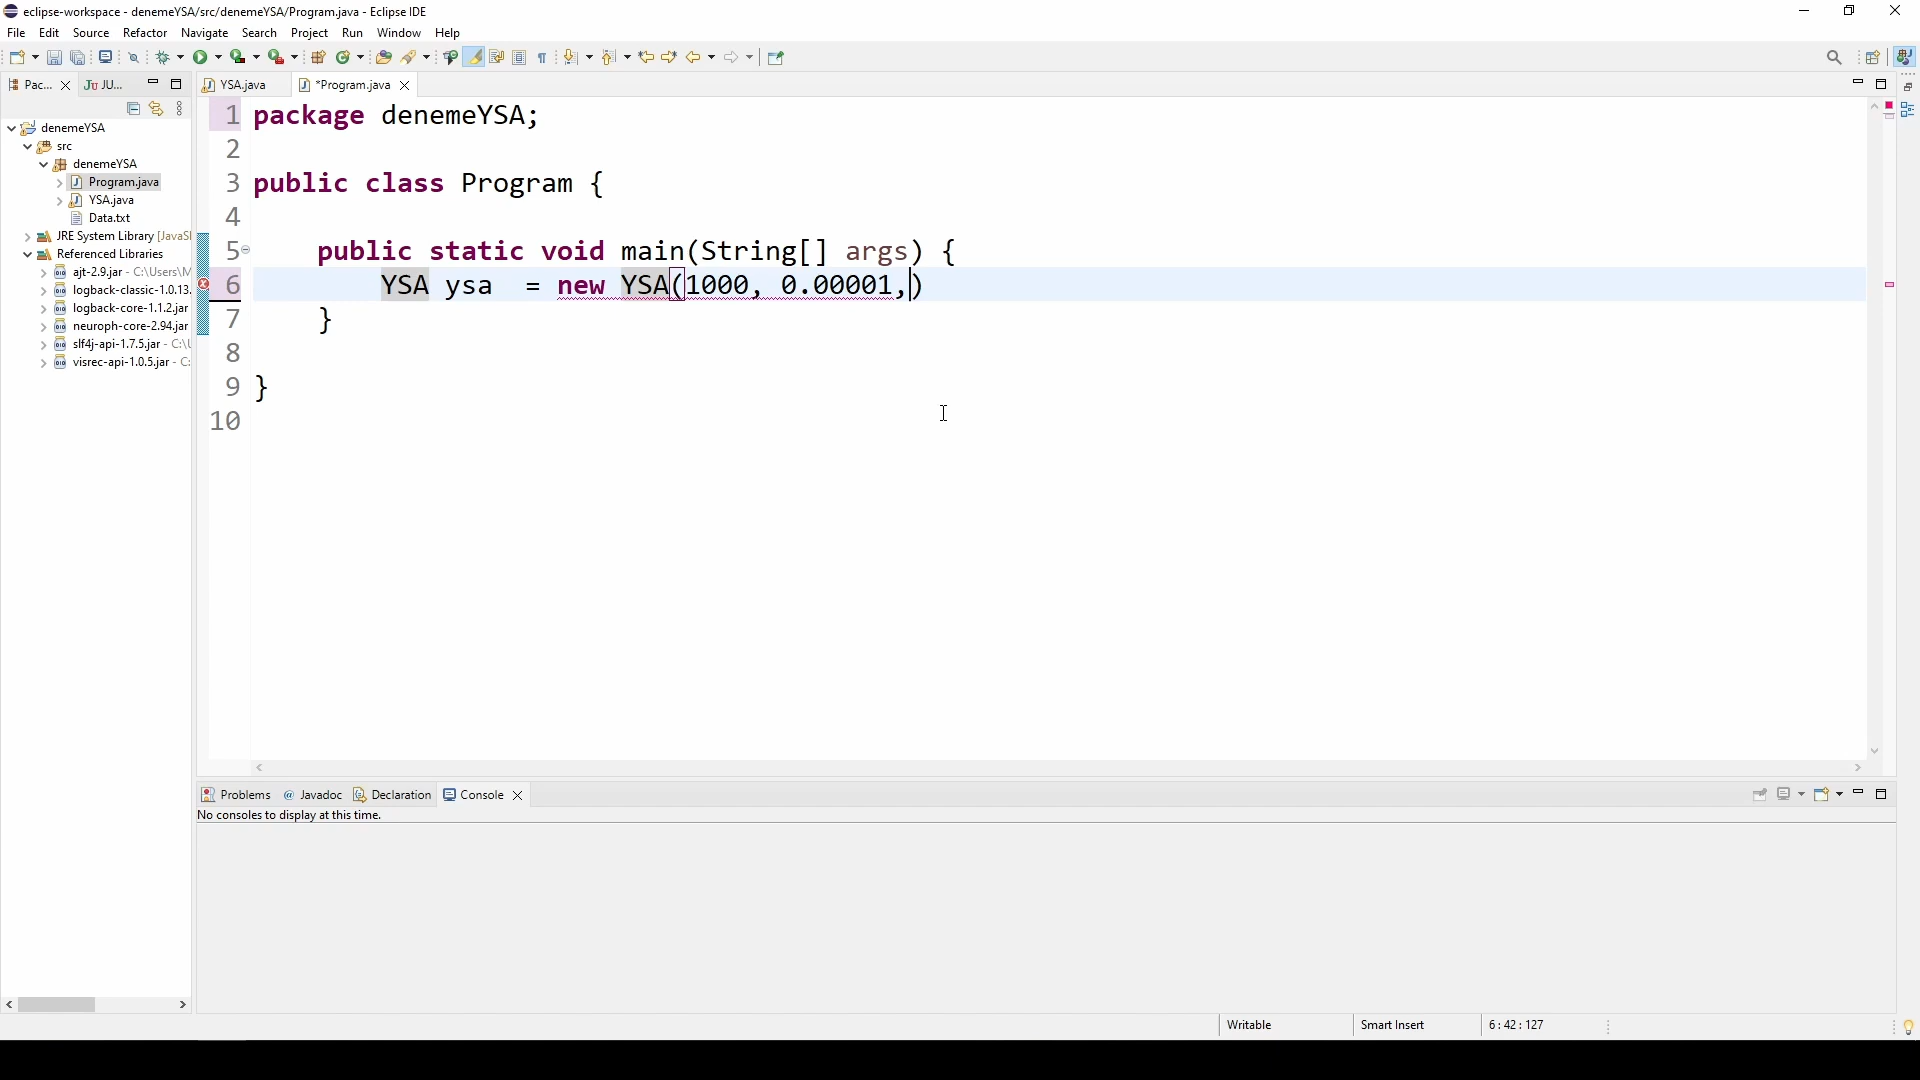 eclipse-workspace - denemeYSA/src/denemeYSA/Program.java - Eclipse IDE
File Edit Source Refactor Navigate Search Project Run Window Help
Pac... JU... YSA.java *Program.java
denemeYSA
src
denemeYSA
Program.java
YSA.java
Data.txt
JRE System Library [JavaSI
Referenced Libraries
ajt-2.9.jar - C:\Users\M
logback-classic-1.0.13.
logback-core-1.1.2.jar
neuroph-core-2.94.jar
slf4j-api-1.7.5.jar - C:\U
visrec-api-1.0.5.jar - C:
1 package denemeYSA;
2
3 public class Program {
4
5 public static void main(String[] args) {
6 YSA ysa  = new YSA(1000, 0.00001,)
7 }
8
9 }
10
Problems @ Javadoc Declaration Console
No consoles to display at this time.
Writable Smart Insert 6 : 42 : 127